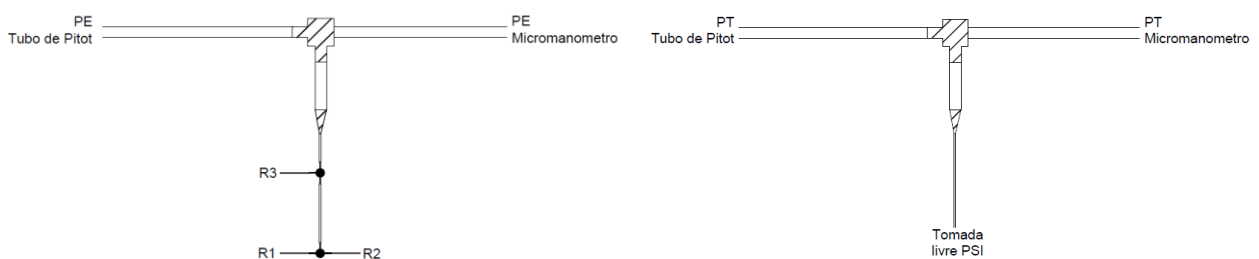 PE
Tubo de Pitot
PE
Micromanometro
R3
R1
R2
PT
Tubo de Pitot
PT
Micromanometro
Tomada
livre PSI